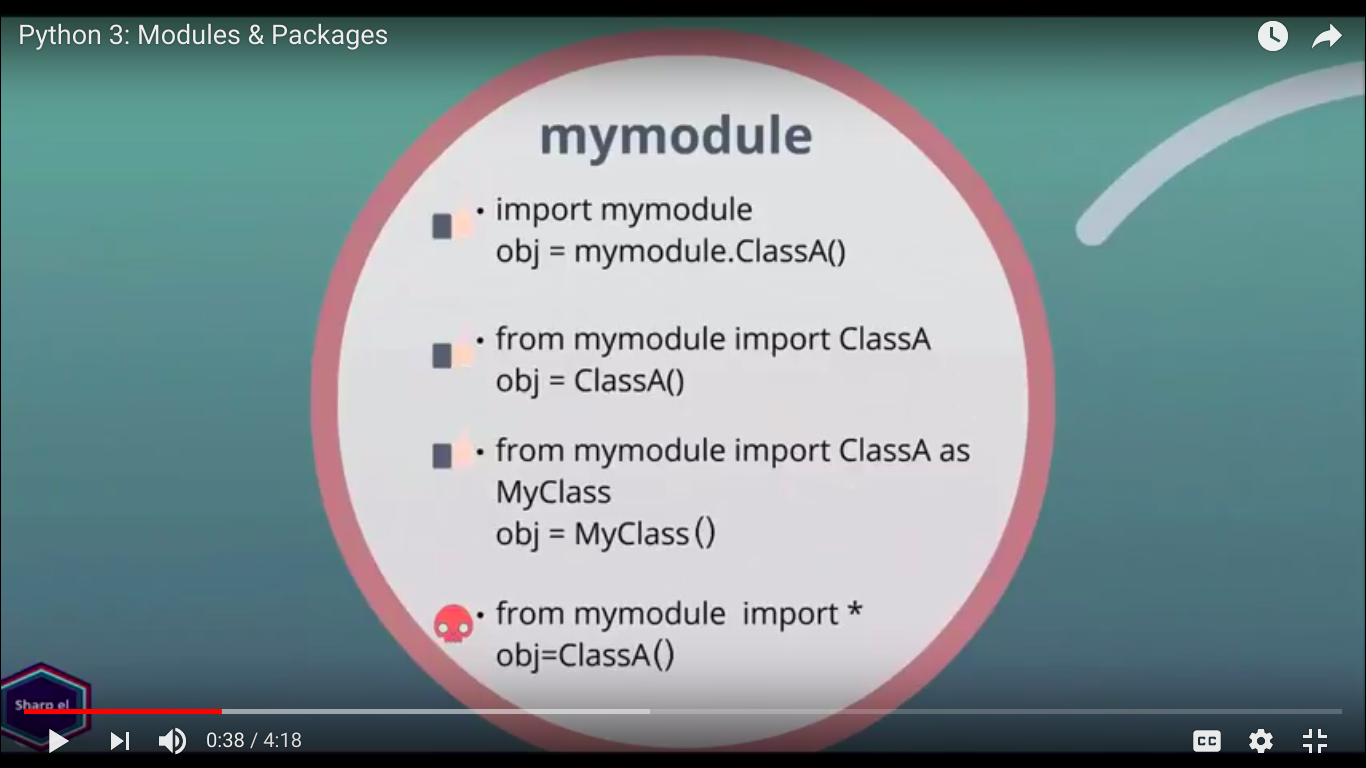 Python 3: Modules & Packages
mymodule
• import mymodule
obj = mymodule.ClassA()
• from mymodule import ClassA
obj = ClassA()
• from mymodule import ClassA as
MyClass
obj = MyClass()
• from mymodule  import *
obj=ClassA()
Sharp el
0:38 / 4:18
CC